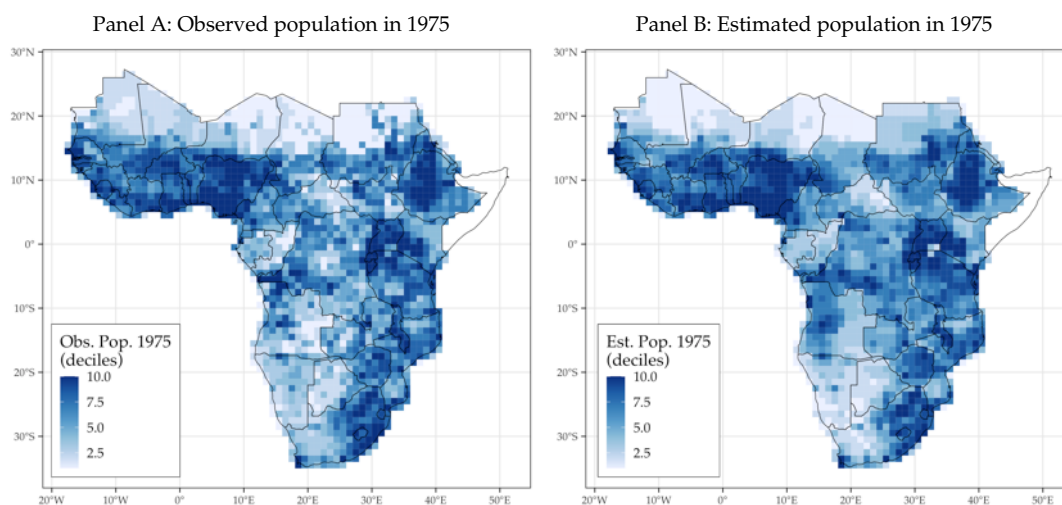 Panel A: Observed population in 1975
Panel B: Estimated population in 1975
30°N
20°N
10°N
0°
10°S
20°S
30°S
Obs. Pop. 1975
(deciles)
10.0
7.5
5.0
2.5
20°W 10°W 0° 10°E 20°E 30°E 40°E 50°E
30°N
20°N
10°N
0°
10°S
20°S
30°S
Est. Pop. 1975
(deciles)
10.0
7.5
5.0
2.5
20°W 10°W 0° 10°E 20°E 30°E 40°E 50°E